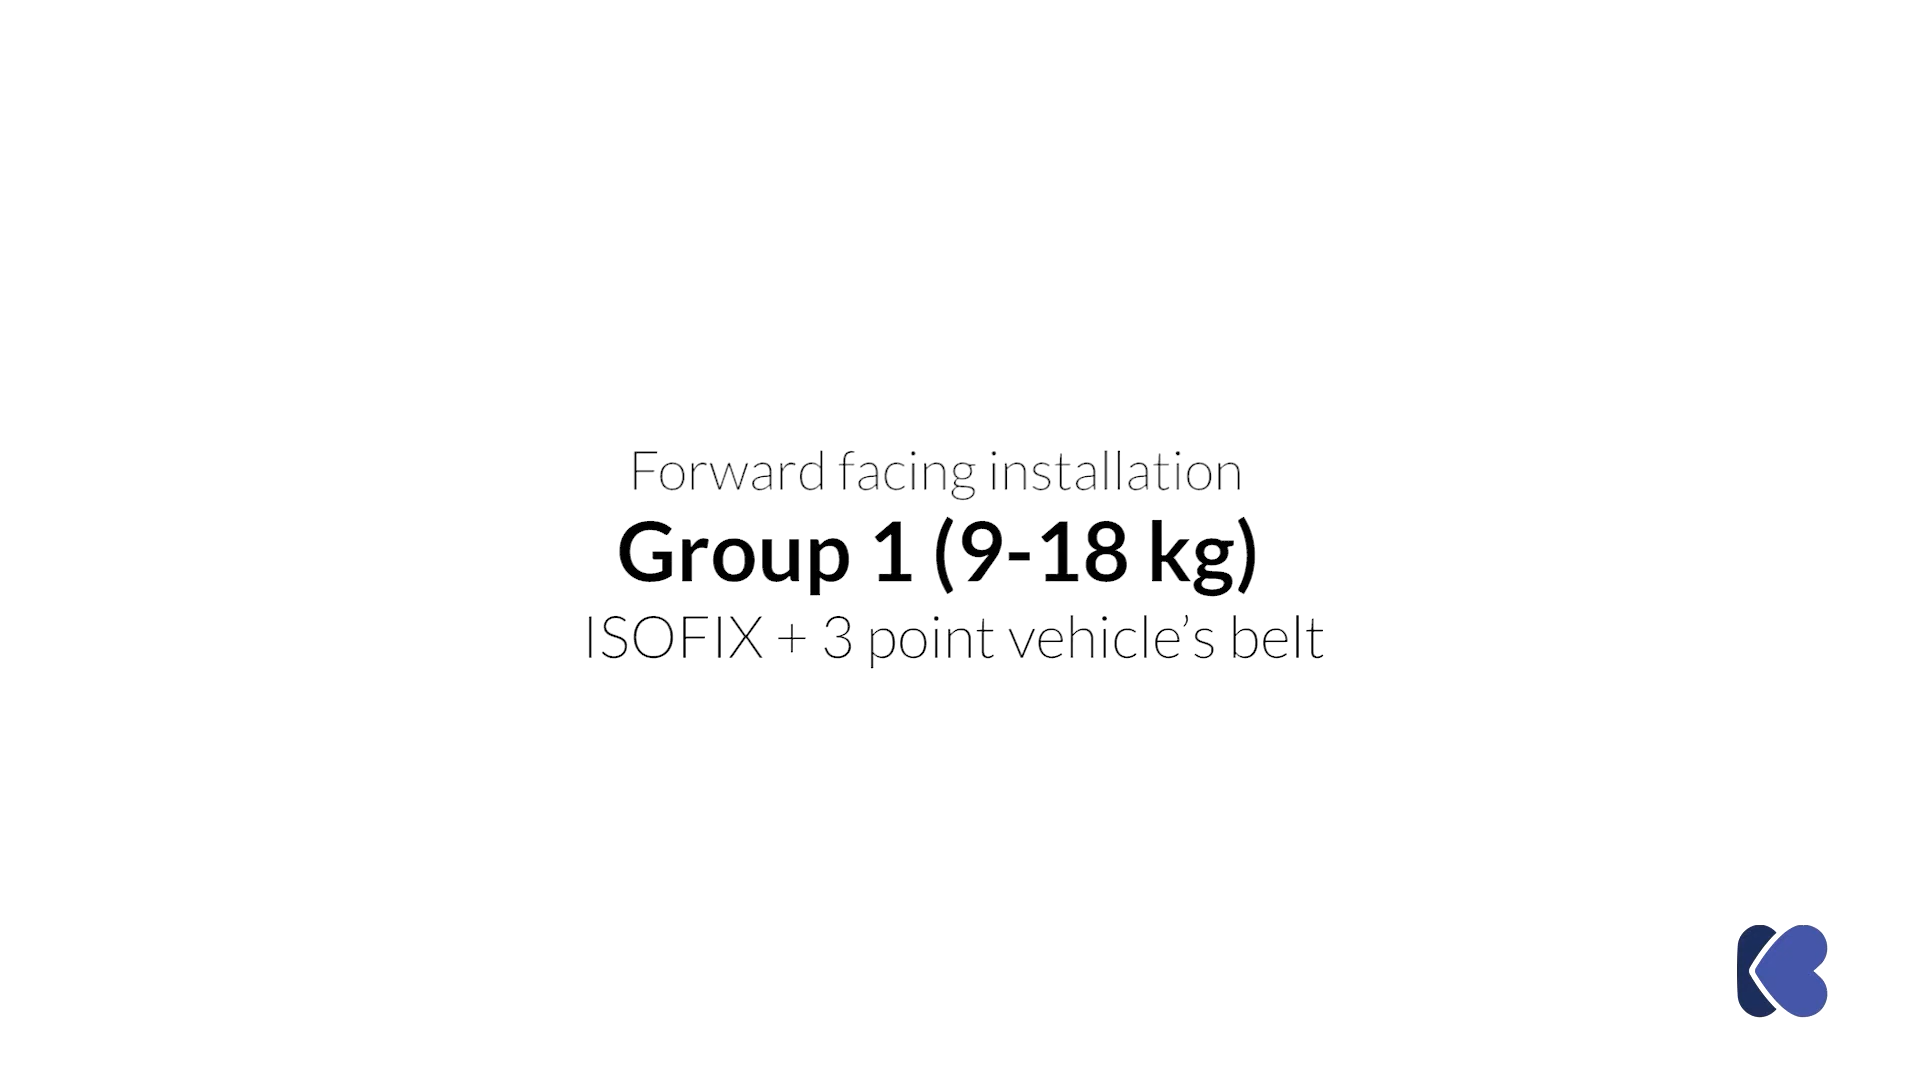 Forward facing installation
Group 1 (9-18 kg)
ISOFIX + 3 point vehicle’s belt